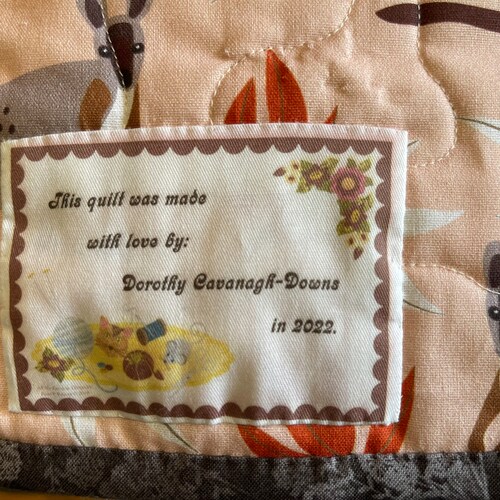 This quilt was made
with love by:
Dorothy Cavanagh-Downs
in 2022.